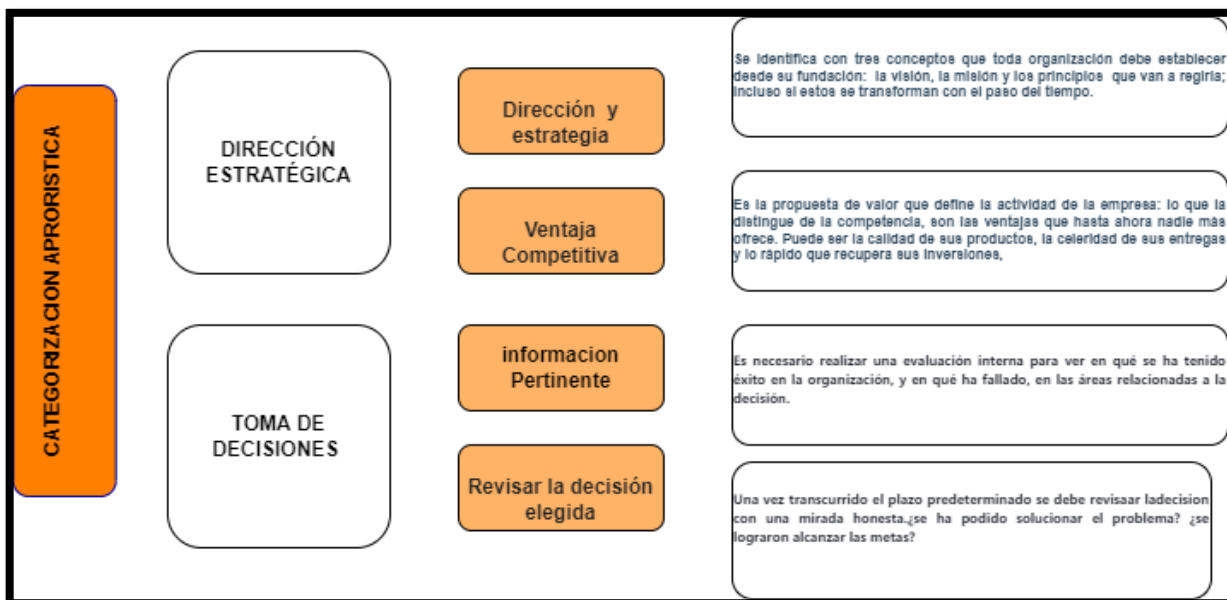 CATEGORIZACION APRORISTICA
DIRECCIÓN
ESTRATÉGICA
Dirección y
estrategia
Se identifica con tres conceptos que toda organización debe establecer
desde su fundación: la visión, la misión y los principios que van a regirla;
incluso si estos se transforman con el paso del tiempo.
Ventaja
Competitiva
Es la propuesta de valor que define la actividad de la empresa: lo que la
distingue de la competencia, son las ventajas que hasta ahora nadie más
ofrece. Puede ser la calidad de sus productos, la celeridad de sus entregas
y lo rápido que recupera sus inversiones,
TOMA DE
DECISIONES
informacion
Pertinente
Es necesario realizar una evaluación interna para ver en qué se ha tenido
éxito en la organización, y en qué ha fallado, en las áreas relacionadas a la
decisión.
Revisar la decisión
elegida
Una vez transcurrido el plazo predeterminado se debe revisaar ladecision
con una mirada honesta.¿se ha podido solucionar el problema? ¿se
lograron alcanzar las metas?